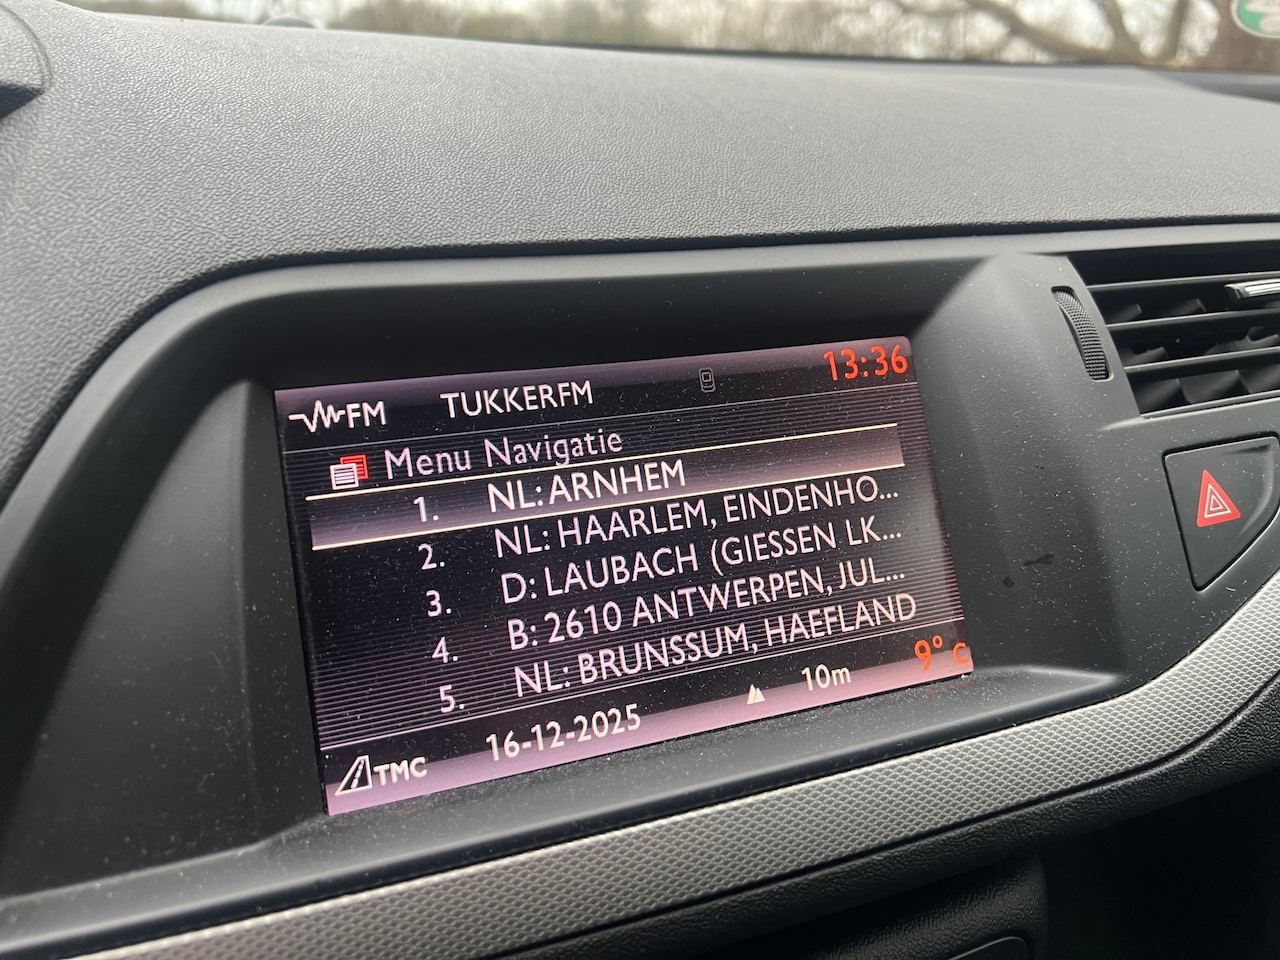 FM TUKKERFM 13:36
Menu Navigatie
1. NL: ARNHEM
2. NL: HAARLEM, EINDENHO...
3. D: LAUBACH (GIESSEN LK...
4. B: 2610 ANTWERPEN, JUL...
5. NL: BRUNSSUM, HAEFLAND
TMC 16-12-2025 10m 9° C